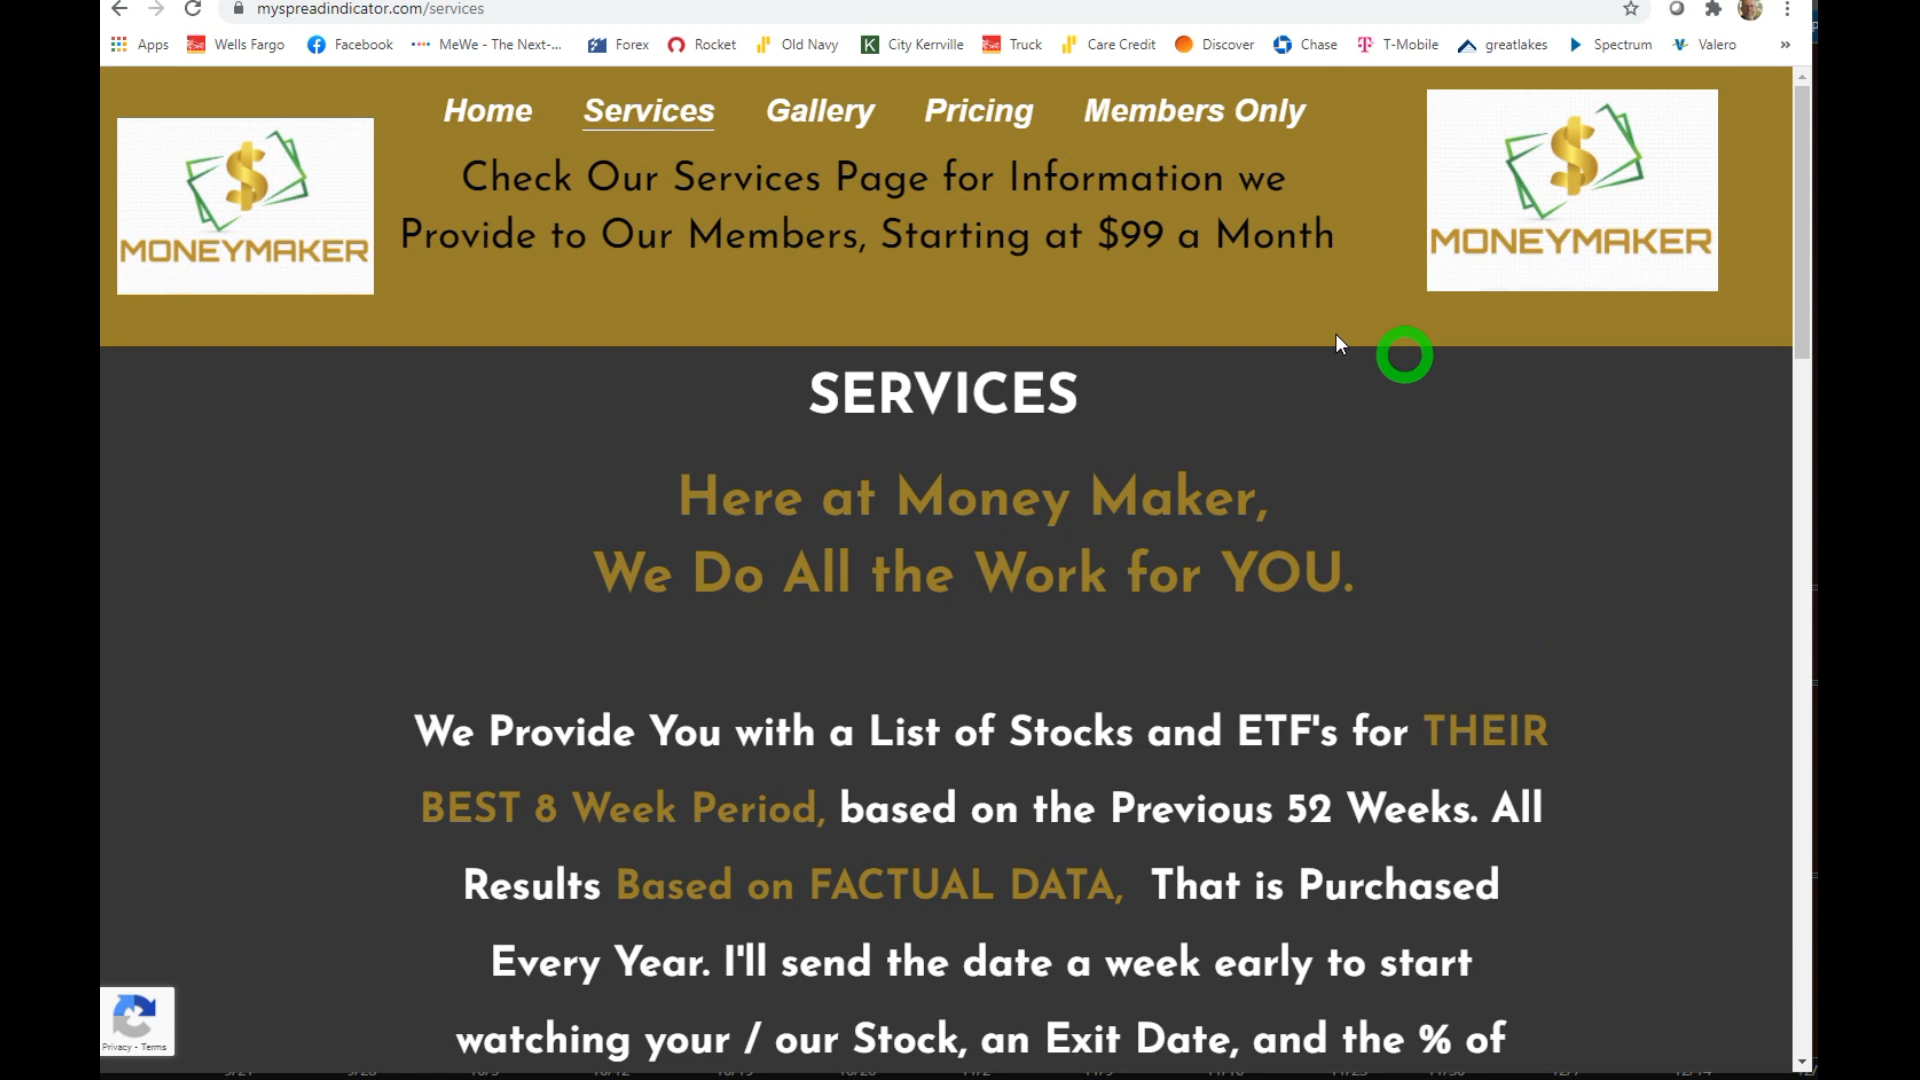 myspreadindicator.com/services
Apps Wells Fargo Facebook MeWe - The Next-... Forex Rocket Old Navy City Kerrville Truck Care Credit Discover Chase T-Mobile greatlakes Spectrum Valero »
Home Services Gallery Pricing Members Only
Check Our Services Page for Information we
Provide to Our Members, Starting at $99 a Month
MONEYMAKER
MONEYMAKER
SERVICES
Here at Money Maker,
We Do All the Work for YOU.
We Provide You with a List of Stocks and ETF's for THEIR
BEST 8 Week Period, based on the Previous 52 Weeks. All
Results Based on FACTUAL DATA, That is Purchased
Every Year. I'll send the date a week early to start
watching your / our Stock, an Exit Date, and the % of
Privacy - Terms